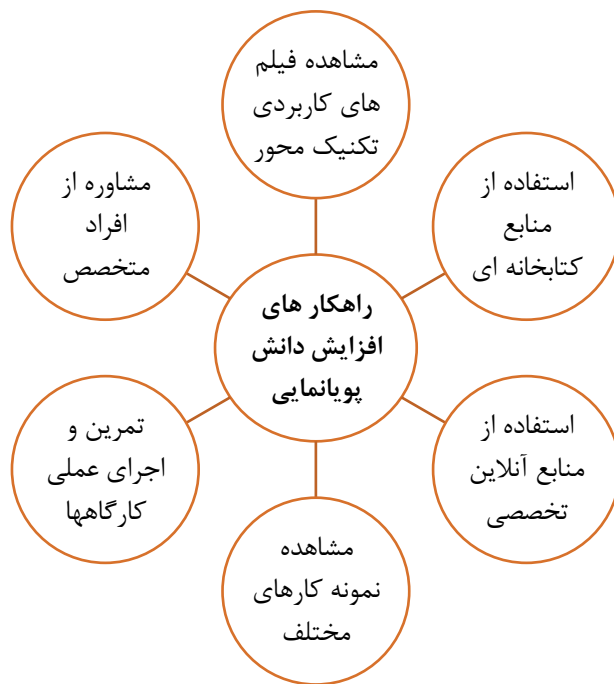 مشاهده فیلم
های کاربردی
تکنیک محور
استفاده از
منابع
کتابخانه ای
مشاوره از
افراد
متخصص
راهکار های
افزایش دانش
پویانمایی
استفاده از
منابع آنلاین
تخصصی
تمرین و
اجرای عملی
کارگاهها
مشاهده
نمونه کارهای
مختلف